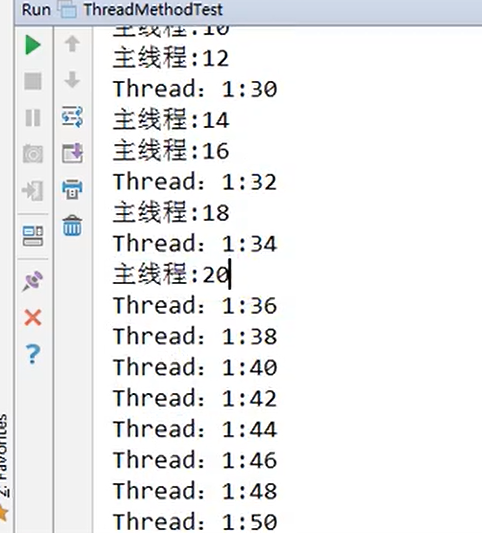 Run ThreadMethodTest
主线程:10
主线程:12
Thread：1:30
主线程:14
主线程:16
Thread：1:32
主线程:18
Thread：1:34
主线程:20
Thread：1:36
Thread：1:38
Thread：1:40
Thread：1:42
Thread：1:44
Thread：1:46
Thread：1:48
Thread：1:50
2: Favorites